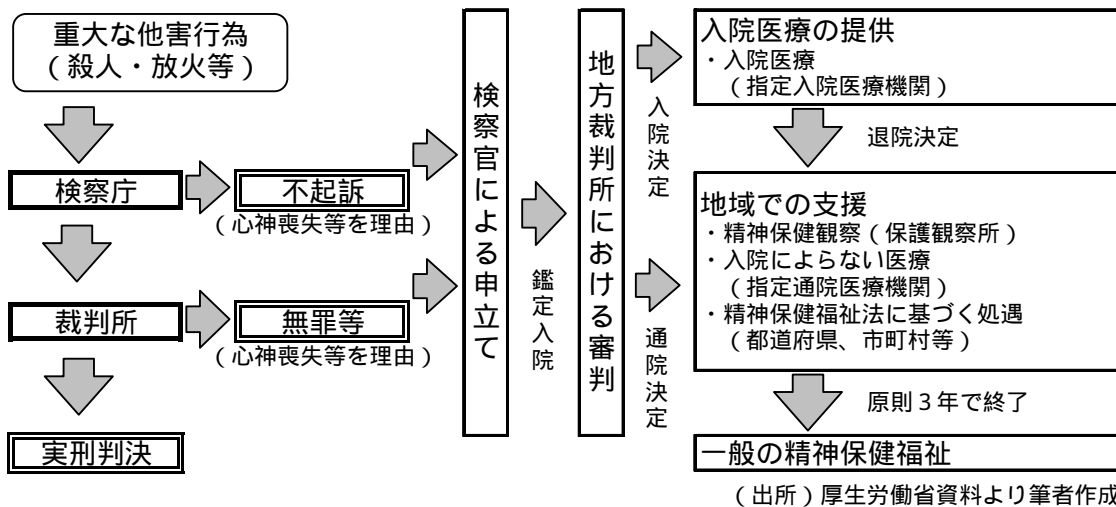 重大な他害行為
（殺人・放火等）
検察庁
不起訴
（心神喪失等を理由）
裁判所
無罪等
（心神喪失等を理由）
実刑判決
検察官による申立て
鑑定入院
地方裁判所における審判
入院決定
通院決定
入院医療の提供
・入院医療
（指定入院医療機関）
退院決定
地域での支援
・精神保健観察（保護観察所）
・入院によらない医療
（指定通院医療機関）
・精神保健福祉法に基づく処遇
（都道府県、市町村等）
原則３年で終了
一般の精神保健福祉
（出所）厚生労働省資料より筆者作成